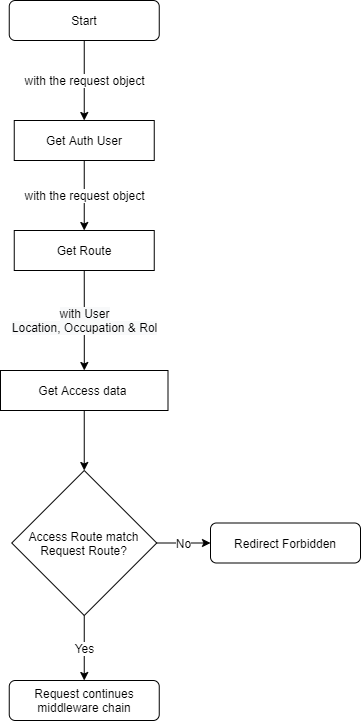 Start
with the request object
Get Auth User
with the request object
Get Route
with User
Location, Occupation & Rol
Get Access data
Access Route match
Request Route?
No
Redirect Forbidden
Yes
Request continues
middleware chain